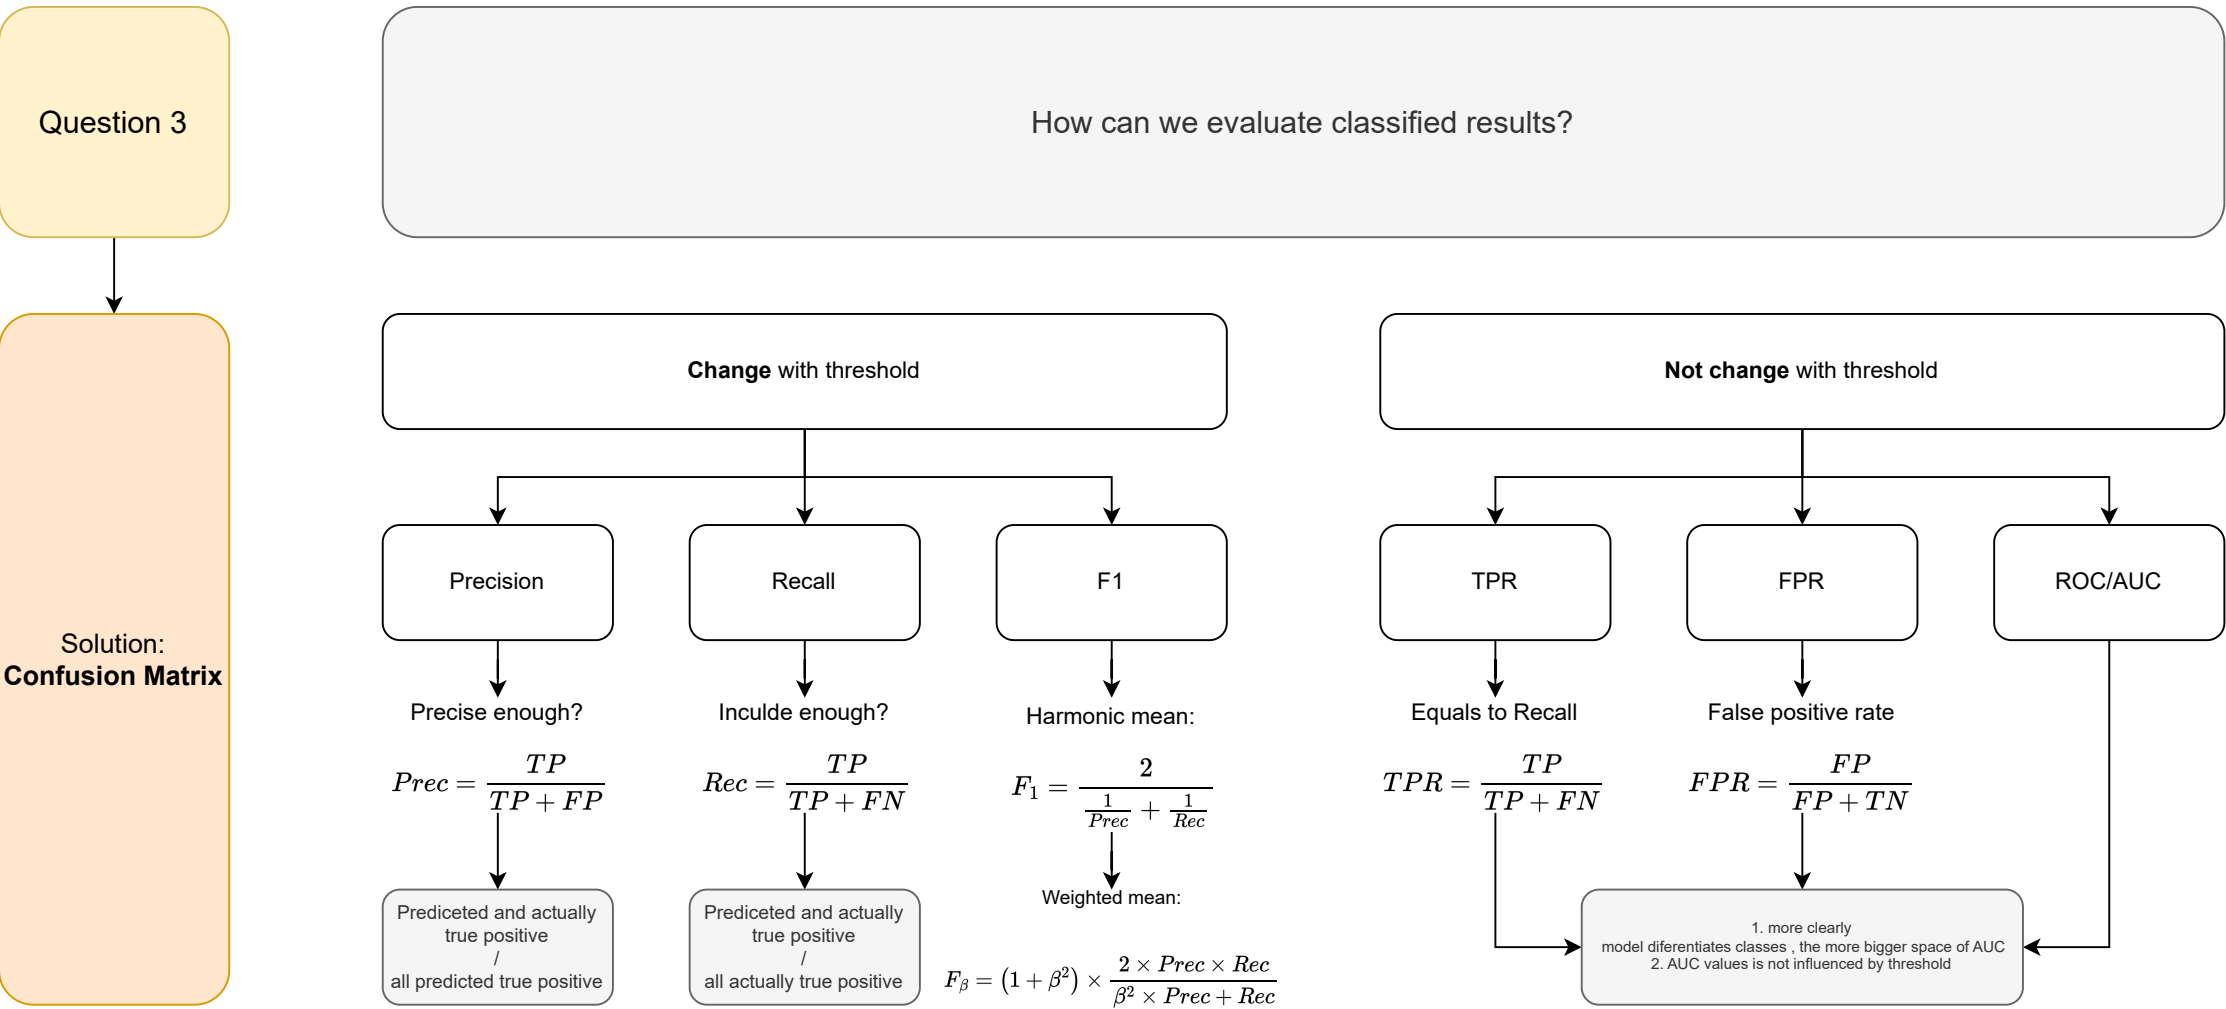 Question 3
How can we evaluate classified results?
Solution:
Confusion Matrix
Change with threshold
Not change with threshold
Precision
Recall
F1
TPR
FPR
ROC/AUC
Precise enough?
Inculde enough?
Harmonic mean:
Equals to Recall
False positive rate
Prec = TP / (TP + FP)
Rec = TP / (TP + FN)
F₁ = 2 / (1/Prec + 1/Rec)
TPR = TP / (TP + FN)
FPR = FP / (FP + TN)
Prediceted and actually
true positive
/
all predicted true positive
Prediceted and actually
true positive
/
all actually true positive
Weighted mean:
F_β = (1 + β²) × (2 × Prec × Rec) / (β² × Prec + Rec)
1. more clearly
model diferentiates classes , the more bigger space of AUC
2. AUC values is not influenced by threshold